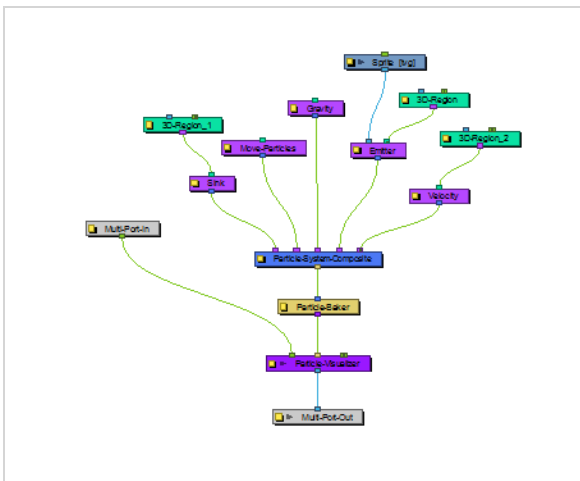 Sprite [tvg]
3D-Region
Gravity
3D-Region_1
3D-Region_2
Move-Particles
Emitter
Sink
Velocity
Multi-Port-In
Particle-System-Composite
Particle-Baker
Particle-Visualizer
Multi-Port-Out